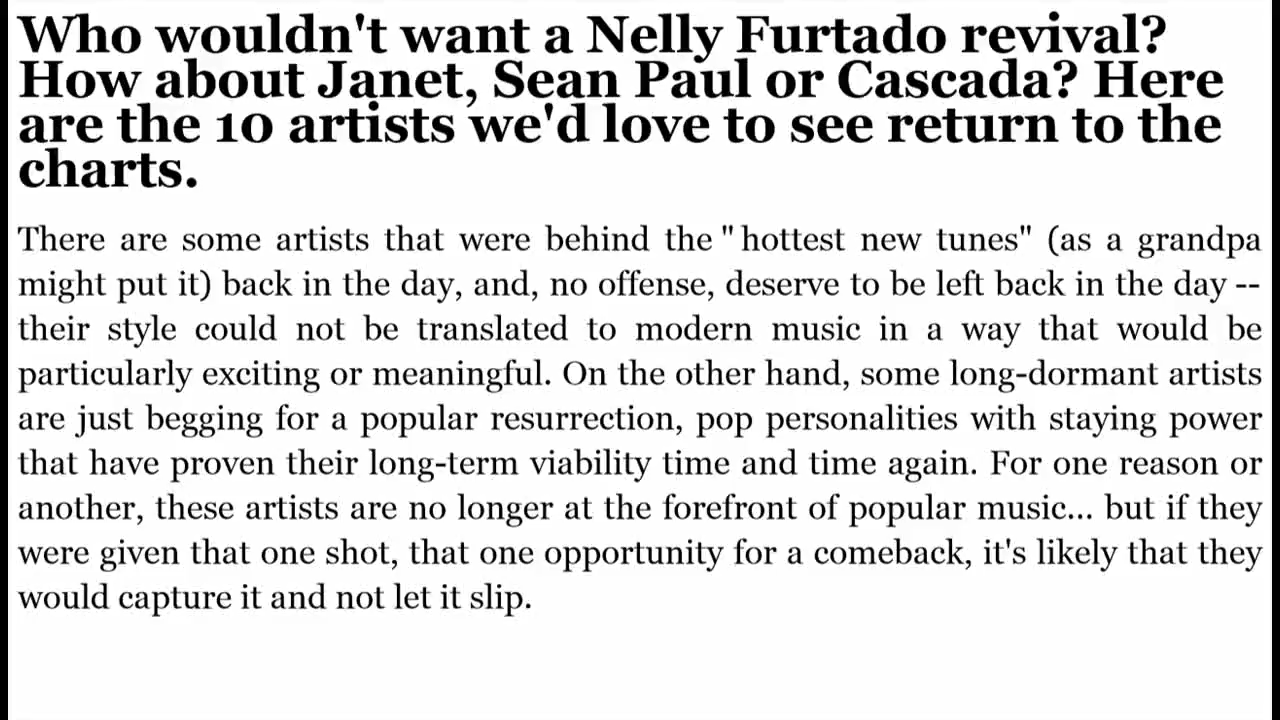 Who wouldn't want a Nelly Furtado revival?
How about Janet, Sean Paul or Cascada? Here
are the 10 artists we'd love to see return to the
charts.
There are some artists that were behind the "hottest new tunes" (as a grandpa
might put it) back in the day, and, no offense, deserve to be left back in the day --
their style could not be translated to modern music in a way that would be
particularly exciting or meaningful. On the other hand, some long-dormant artists
are just begging for a popular resurrection, pop personalities with staying power
that have proven their long-term viability time and time again. For one reason or
another, these artists are no longer at the forefront of popular music... but if they
were given that one shot, that one opportunity for a comeback, it's likely that they
would capture it and not let it slip.